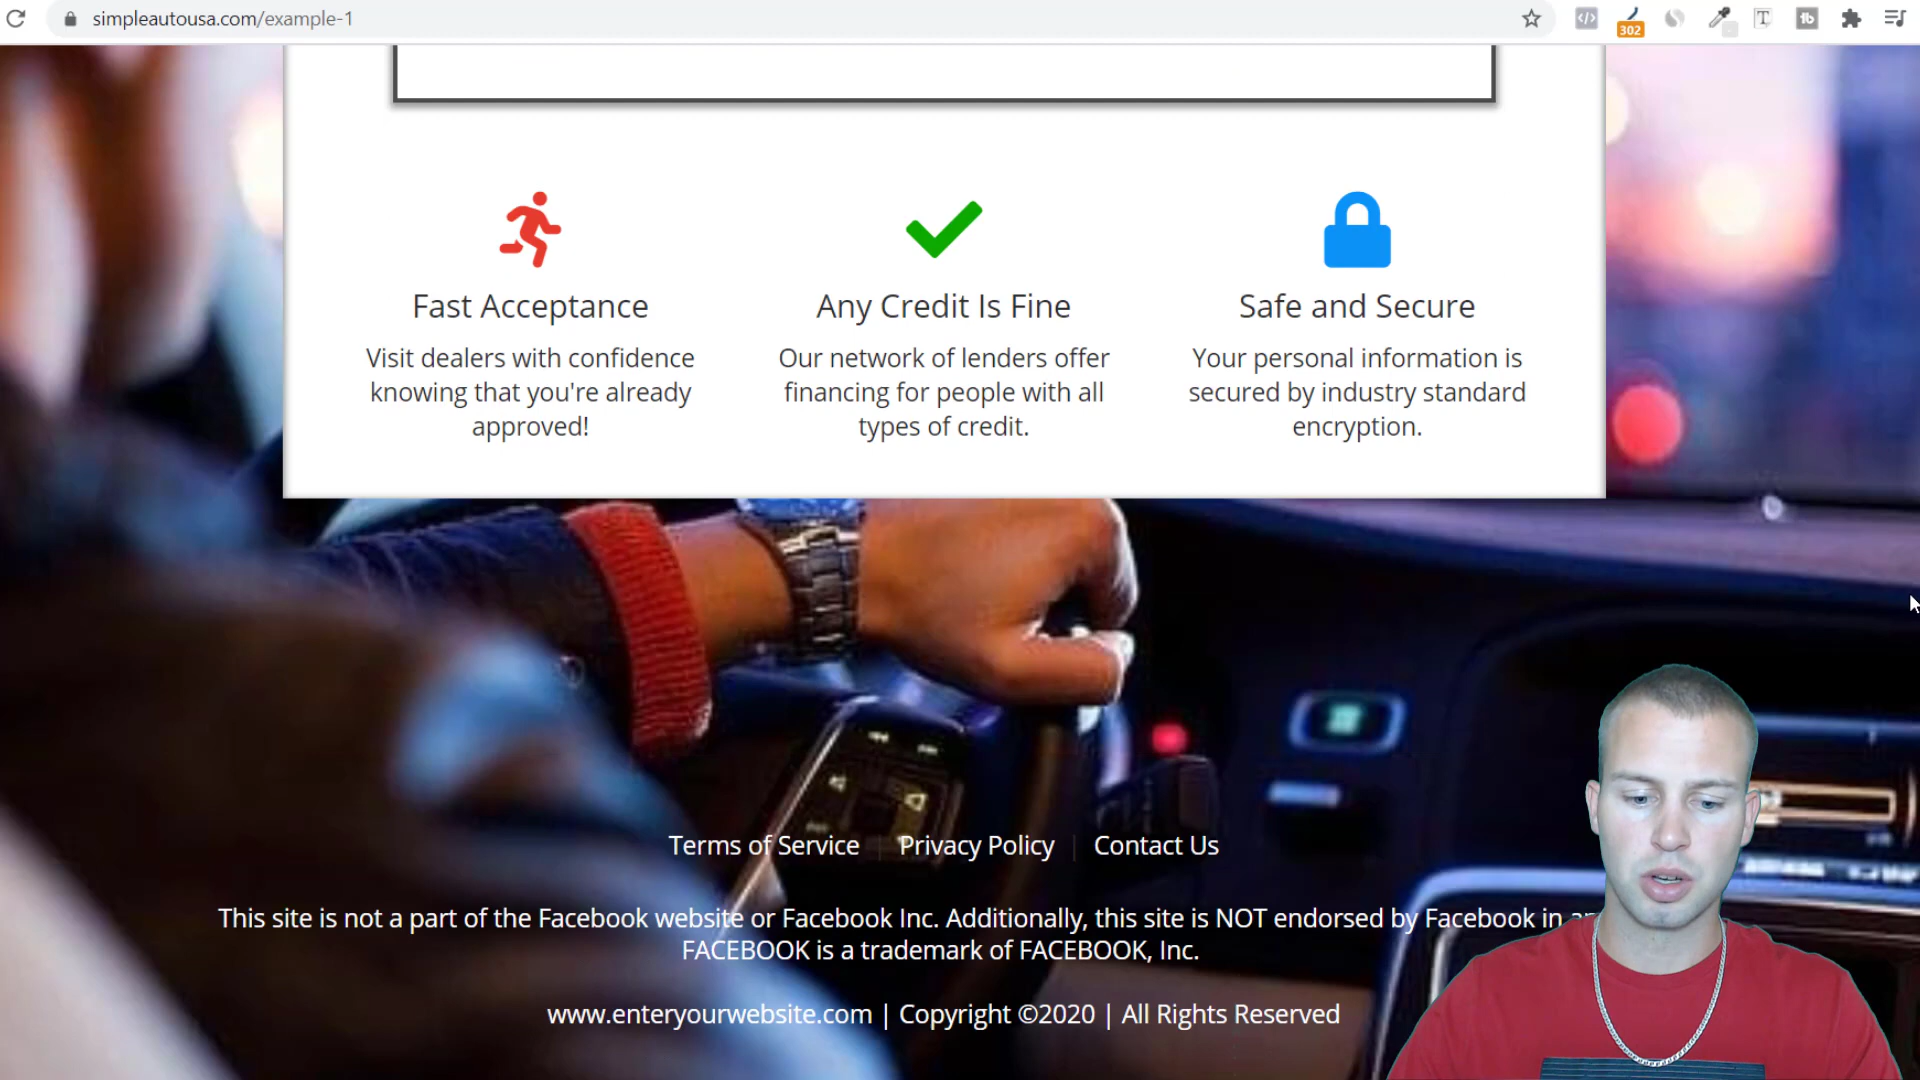 simpleautousa.com/example-1
302
T
tb
Fast Acceptance
Any Credit Is Fine
Safe and Secure
Visit dealers with confidence
knowing that you're already
approved!
Our network of lenders offer
financing for people with all
types of credit.
Your personal information is
secured by industry standard
encryption.
Terms of Service
Privacy Policy
Contact Us
This site is not a part of the Facebook website or Facebook Inc. Additionally, this site is NOT endorsed by Facebook in
FACEBOOK is a trademark of FACEBOOK, Inc.
www.enteryourwebsite.com | Copyright ©2020 | All Rights Reserved